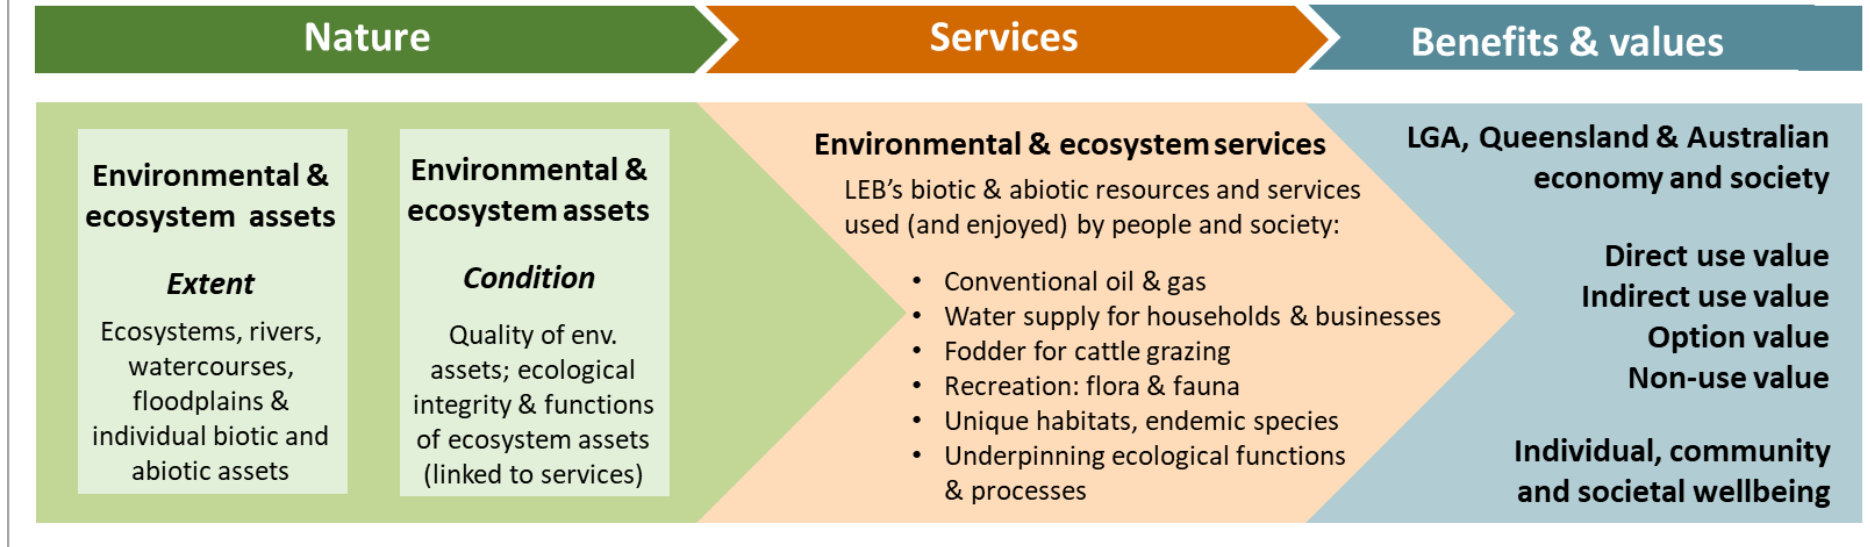 Nature
Services
Benefits & values
Environmental &
ecosystem assets
Extent
Ecosystems, rivers,
watercourses,
floodplains &
individual biotic and
abiotic assets
Environmental &
ecosystem assets
Condition
Quality of env.
assets; ecological
integrity & functions
of ecosystem assets
(linked to services)
Environmental & ecosystem services
LEB's biotic & abiotic resources and services
used (and enjoyed) by people and society:
• Conventional oil & gas
• Water supply for households & businesses
• Fodder for cattle grazing
• Recreation: flora & fauna
• Unique habitats, endemic species
• Underpinning ecological functions
& processes
LGA, Queensland & Australian
economy and society
Direct use value
Indirect use value
Option value
Non-use value
Individual, community
and societal wellbeing